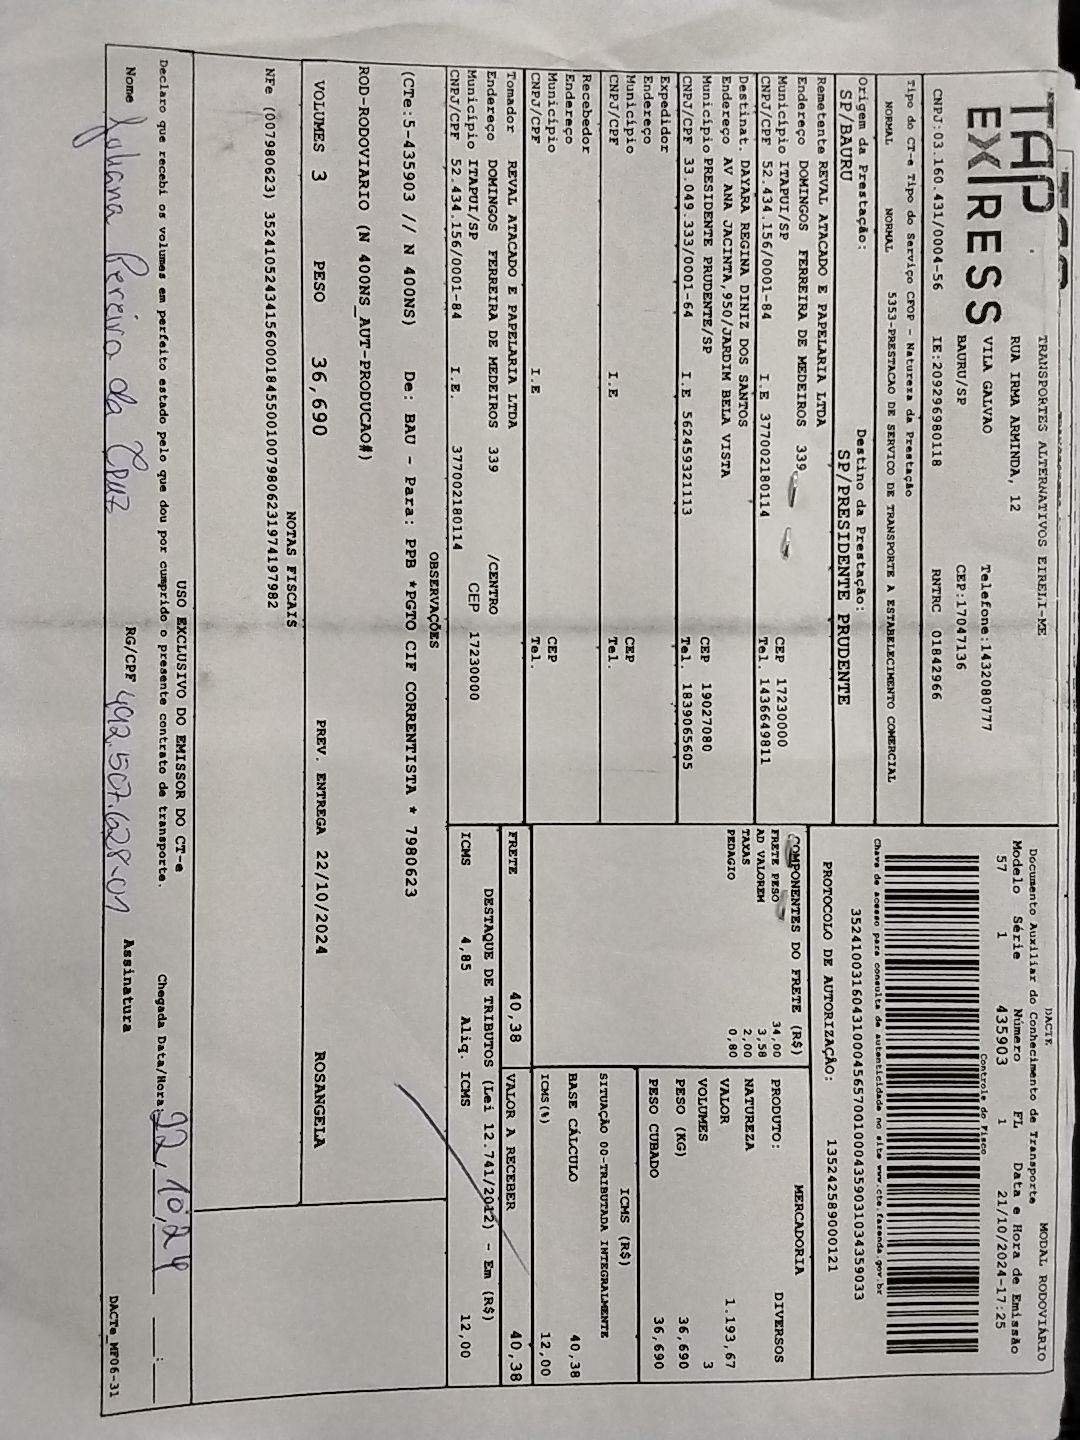 TAP EXPRESS
TRANSPORTES ALTERNATIVOS EIRELI-ME
RUA IRMA ARMINDA, 12
Telefone:1432080777
VILA GALVAO
CEP:17047136
BAURU/SP
CNPJ:03.160.431/0004-56 IE:209296980118 RNTRC 01842966
Tipo do CT-e Tipo do Serviço CFOP - Natureza da Prestação
NORMAL NORMAL 5353-PRESTACAO DE SERVICO DE TRANSPORTE A ESTABELECIMENTO COMERCIAL
Origem da Prestação: Destino da Prestação:
SP/BAURU SP/PRESIDENTE PRUDENTE
DACTE MODAL RODOVIÁRIO
Documento Auxiliar do Conhecimento de Transporte
Modelo Série Número FL Data e Hora de Emissão
57 1 435903 1 21/10/2024-17:25
Controle do Fisco
Chave de acesso para consulta de autenticidade no site www.cte.fazenda.gov.br
35241003160431000456570010004359031034359033
PROTOCOLO DE AUTORIZAÇÃO: 135242589000121
Remetente REVAL ATACADO E PAPELARIA LTDA
Endereço DOMINGOS FERREIRA DE MEDEIROS 339
Município ITAPUI/SP CEP 17230000
CNPJ/CPF 52.434.156/0001-84 I.E 377002180114 Tel. 1436649811
Destinat. DAYARA REGINA DINIZ DOS SANTOS
Endereço AV ANA JACINTA,950/JARDIM BELA VISTA
Município PRESIDENTE PRUDENTE/SP CEP 19027080
CNPJ/CPF 33.049.333/0001-64 I.E 562459321113 Tel. 1839065605
Expedidor
Endereço
Município CEP
CNPJ/CPF I.E Tel.
Recebedor
Endereço
Município CEP
CNPJ/CPF I.E Tel.
Tomador REVAL ATACADO E PAPELARIA LTDA
Endereço DOMINGOS FERREIRA DE MEDEIROS 339 /CENTRO
Município ITAPUI/SP CEP 17230000
CNPJ/CPF 52.434.156/0001-84 I.E. 377002180114
COMPONENTES DO FRETE (R$)
FRETE PESO 34,00
AD VALOREM 3,58
TAXAS 2,00
PEDAGIO 0,80
FRETE 40,38
MERCADORIA
PRODUTO: DIVERSOS
NATUREZA
VALOR 1.193,67
VOLUMES 3
PESO (KG) 36,690
PESO CUBADO 36,690
ICMS (R$)
SITUAÇÃO 00-TRIBUTADA INTEGRALMENTE
BASE CÁLCULO 40,38
ICMS(%) 12,00
VALOR A RECEBER 40,38
DESTAQUE DE TRIBUTOS (Lei 12.741/2012) - Em (R$)
ICMS 4,85 Aliq. ICMS 12,00
OBSERVAÇÕES
(CTe:5-435903 // N 400NS) De: BAU - Para: PPB *PGTO CIF CORRENTISTA * 7980623
ROD-RODOVIARIO (N 400NS_AUT-PRODUCAO#)
VOLUMES 3 PESO 36,690 PREV. ENTREGA 22/10/2024 ROSANGELA
NOTAS FISCAIS
NFe (007980623) 35241052434156000184550010079806231974197982
USO EXCLUSIVO DO EMISSOR DO CT-e
Declaro que recebi os volumes em perfeito estado pelo que dou por cumprido o presente contrato de transporte. Chegada Data/Hora: 22.10.24 __:__
Nome Juliana Pereira da Cruz RG/CPF 492.507.628-01 Assinatura
DACTe_MF06-31